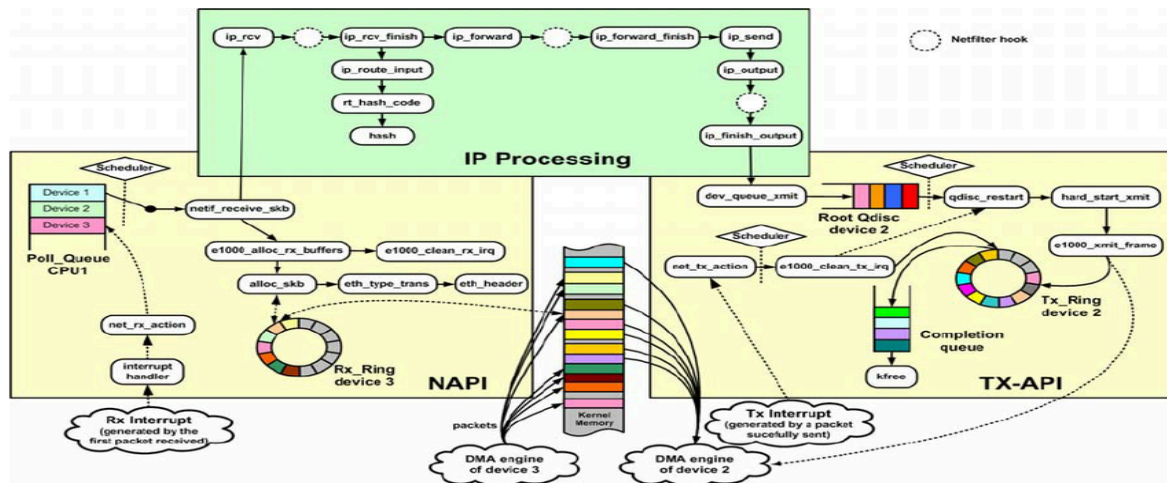 ip_rcv
ip_rcv_finish
ip_forward
ip_forward_finish
ip_send
Netfilter hook
ip_route_input
ip_output
rt_hash_code
hash
ip_finish_output
IP Processing
Scheduler
Device 1
Device 2
Device 3
Poll_Queue
CPU1
netif_receive_skb
e1000_alloc_rx_buffers
e1000_clean_rx_irq
alloc_skb
eth_type_trans
eth_header
net_rx_action
interrupt
handler
Rx_Ring
device 3
NAPI
Rx Interrupt
(generated by the
first packet received)
packets
Kernel
Memory
DMA engine
of device 3
DMA engine
of device 2
Scheduler
dev_queue_xmit
Root Qdisc
device 2
qdisc_restart
hard_start_xmit
Scheduler
net_tx_action
e1000_clean_tx_irq
e1000_xmit_frame
Tx_Ring
device 2
Completion
queue
kfree
TX-API
Tx Interrupt
(generated by a packet
sucefully sent)